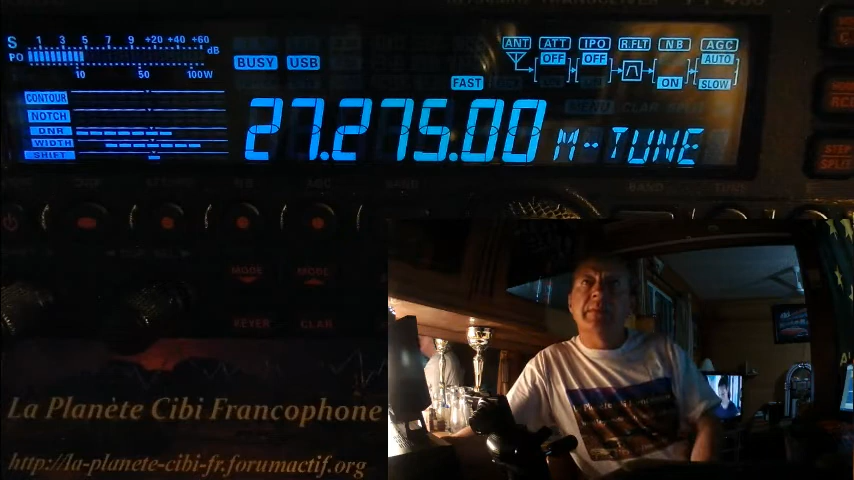 S 1 3 5 7 9 +20 +40 +60 dB
PO 10 50 100W
BUSY USB
ANT ATT IPO R.FLT NB AGC
OFF OFF AUTO
FAST ON SLOW
CONTOUR
NOTCH
DNR
WIDTH
SHIFT
27.275.00 M-TUNE
STEP
SPLIT
MODE MODE
KEYER CLAR
La Planète Cibi Francophone
http://la-planete-cibi-fr.forumactif.org